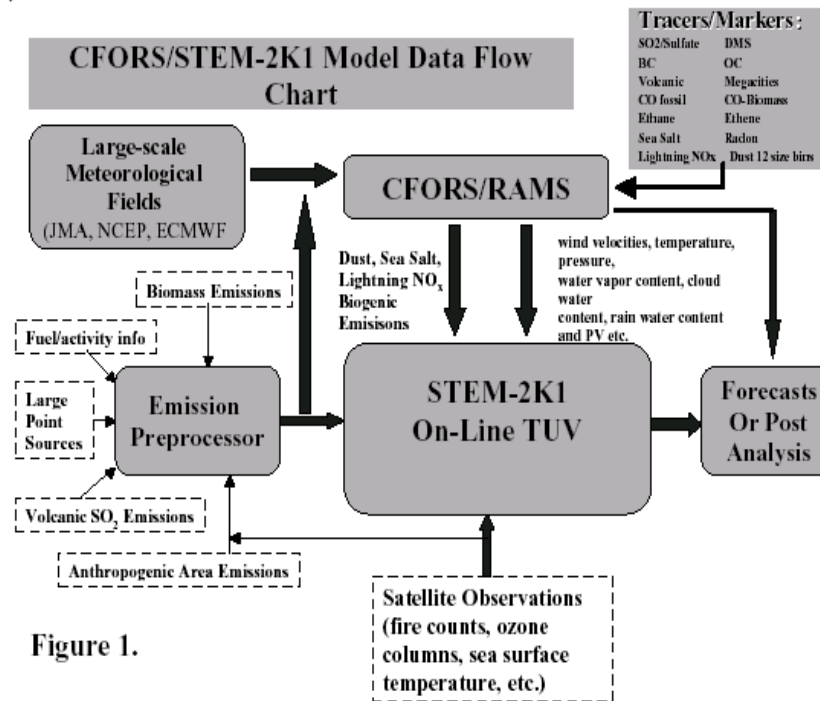 CFORS/STEM-2K1 Model Data Flow
Chart
Tracers/Markers:
SO2/Sulfate DMS
BC OC
Volcanic Megacities
CO fossil CO-Biomass
Ethane Ethene
Sea Salt Radon
Lightning NOx Dust 12 size bins
Large-scale
Meteorological
Fields
(JMA, NCEP, ECMWF
CFORS/RAMS
Dust, Sea Salt,
Lightning NOx
Biogenic
Emisisons
wind velocities, temperature,
pressure,
water vapor content, cloud
water
content, rain water content
and PV etc.
Biomass Emissions
Fuel/activity info
Large
Point
Sources
Emission
Preprocessor
STEM-2K1
On-Line TUV
Forecasts
Or Post
Analysis
Volcanic SO2 Emissions
Anthropogenic Area Emissions
Satellite Observations
(fire counts, ozone
columns, sea surface
temperature, etc.)
Figure 1.